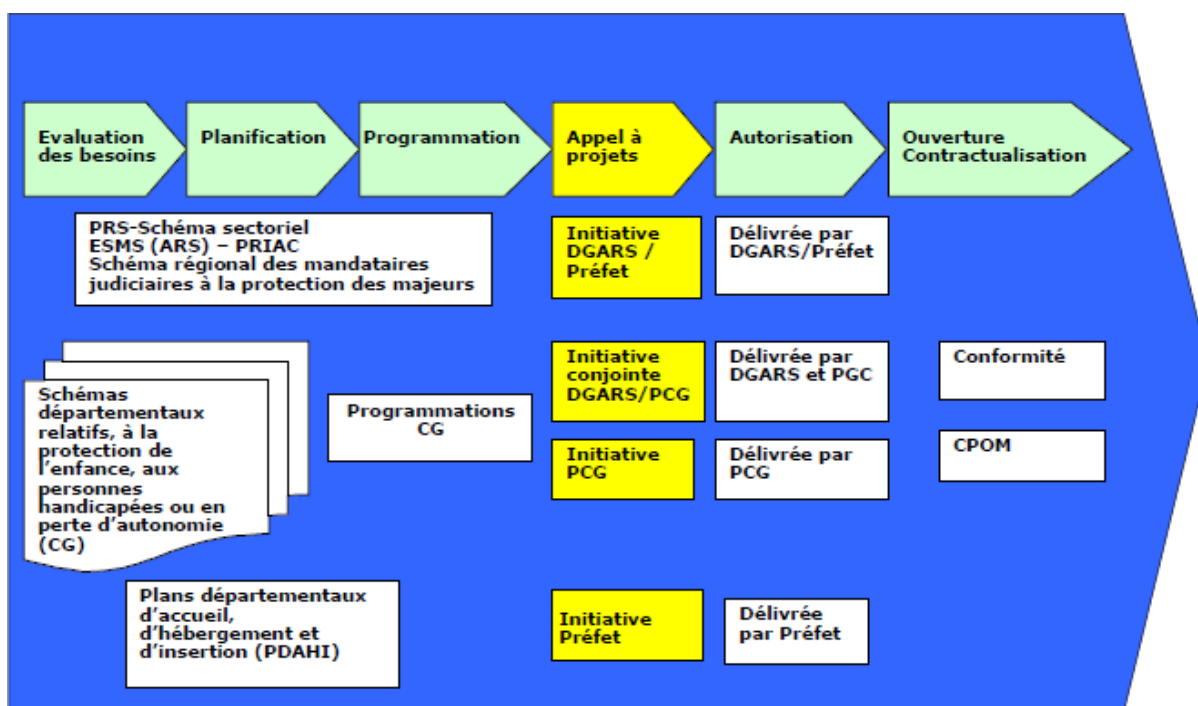 Evaluation
des besoins
Planification
Programmation
Appel à
projets
Autorisation
Ouverture
Contractualisation
PRS-Schéma sectoriel
ESMS (ARS) – PRIAC
Schéma régional des mandataires
judiciaires à la protection des majeurs
Initiative
DGARS /
Préfet
Délivrée par
DGARS/Préfet
Schémas
départementaux
relatifs, à la
protection de
l’enfance, aux
personnes
handicapées ou en
perte d’autonomie
(CG)
Programmations
CG
Initiative
conjointe
DGARS/PCG
Délivrée par
DGARS et PGC
Conformité
Initiative
PCG
Délivrée par
PCG
CPOM
Plans départementaux
d’accueil,
d’hébergement et
d’insertion (PDAHI)
Initiative
Préfet
Délivrée
par Préfet